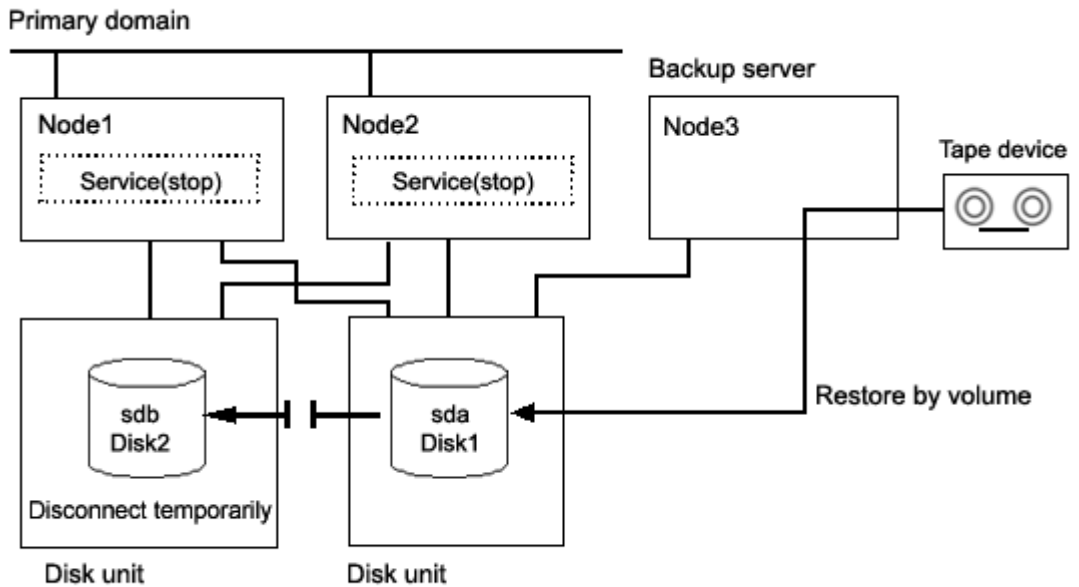 Primary domain
Backup server
Node1
Node2
Node3
Tape device
Service(stop)
Service(stop)
Restore by volume
sdb
Disk2
sda
Disk1
Disconnect temporarily
Disk unit
Disk unit